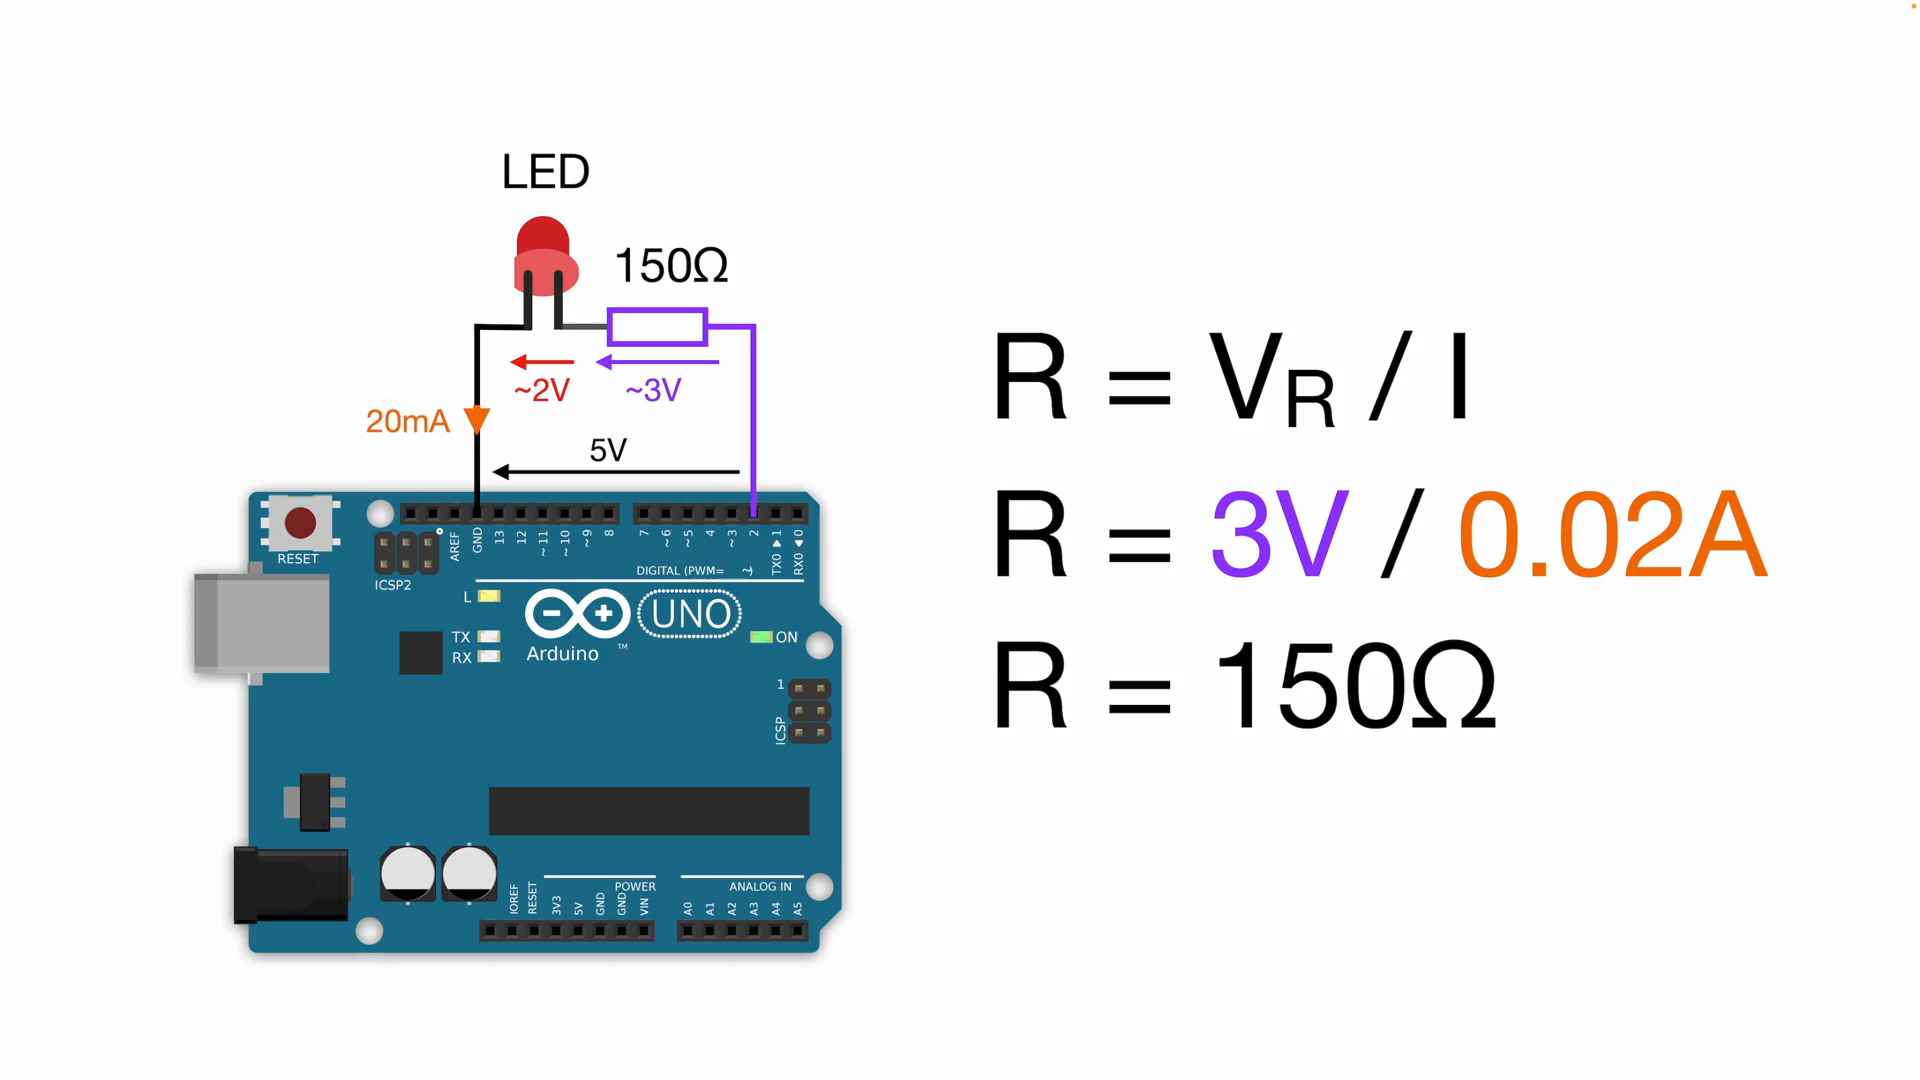 LED
150Ω
~2V
~3V
20mA
5V
R = VR / I
R = 3V / 0.02A
R = 150Ω
RESET
ICSP2
AREF
GND
13
12
~11
~10
~9
8
7
~6
~5
4
~3
2
TX0 ▶ 1
RX0 ◀ 0
DIGITAL (PWM= ~)
L
TX
RX
UNO
Arduino
TM
ON
1
ICSP
POWER
ANALOG IN
IOREF
RESET
3V3
5V
GND
GND
VIN
A0
A1
A2
A3
A4
A5